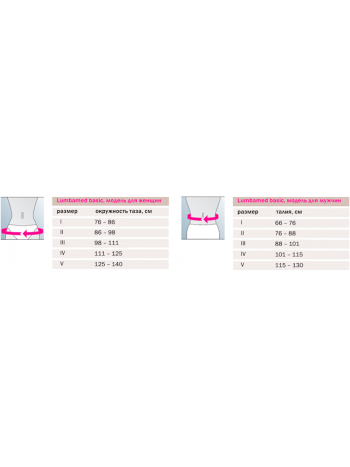 Lumbamed basic, модель для женщин
размер окружность таза, см
I 76 – 86
II 86 – 98
III 98 – 111
IV 111 – 125
V 125 – 140
Lumbamed basic, модель для мужчин
размер талия, см
I 66 – 76
II 76 – 88
III 88 – 101
IV 101 – 115
V 115 – 130